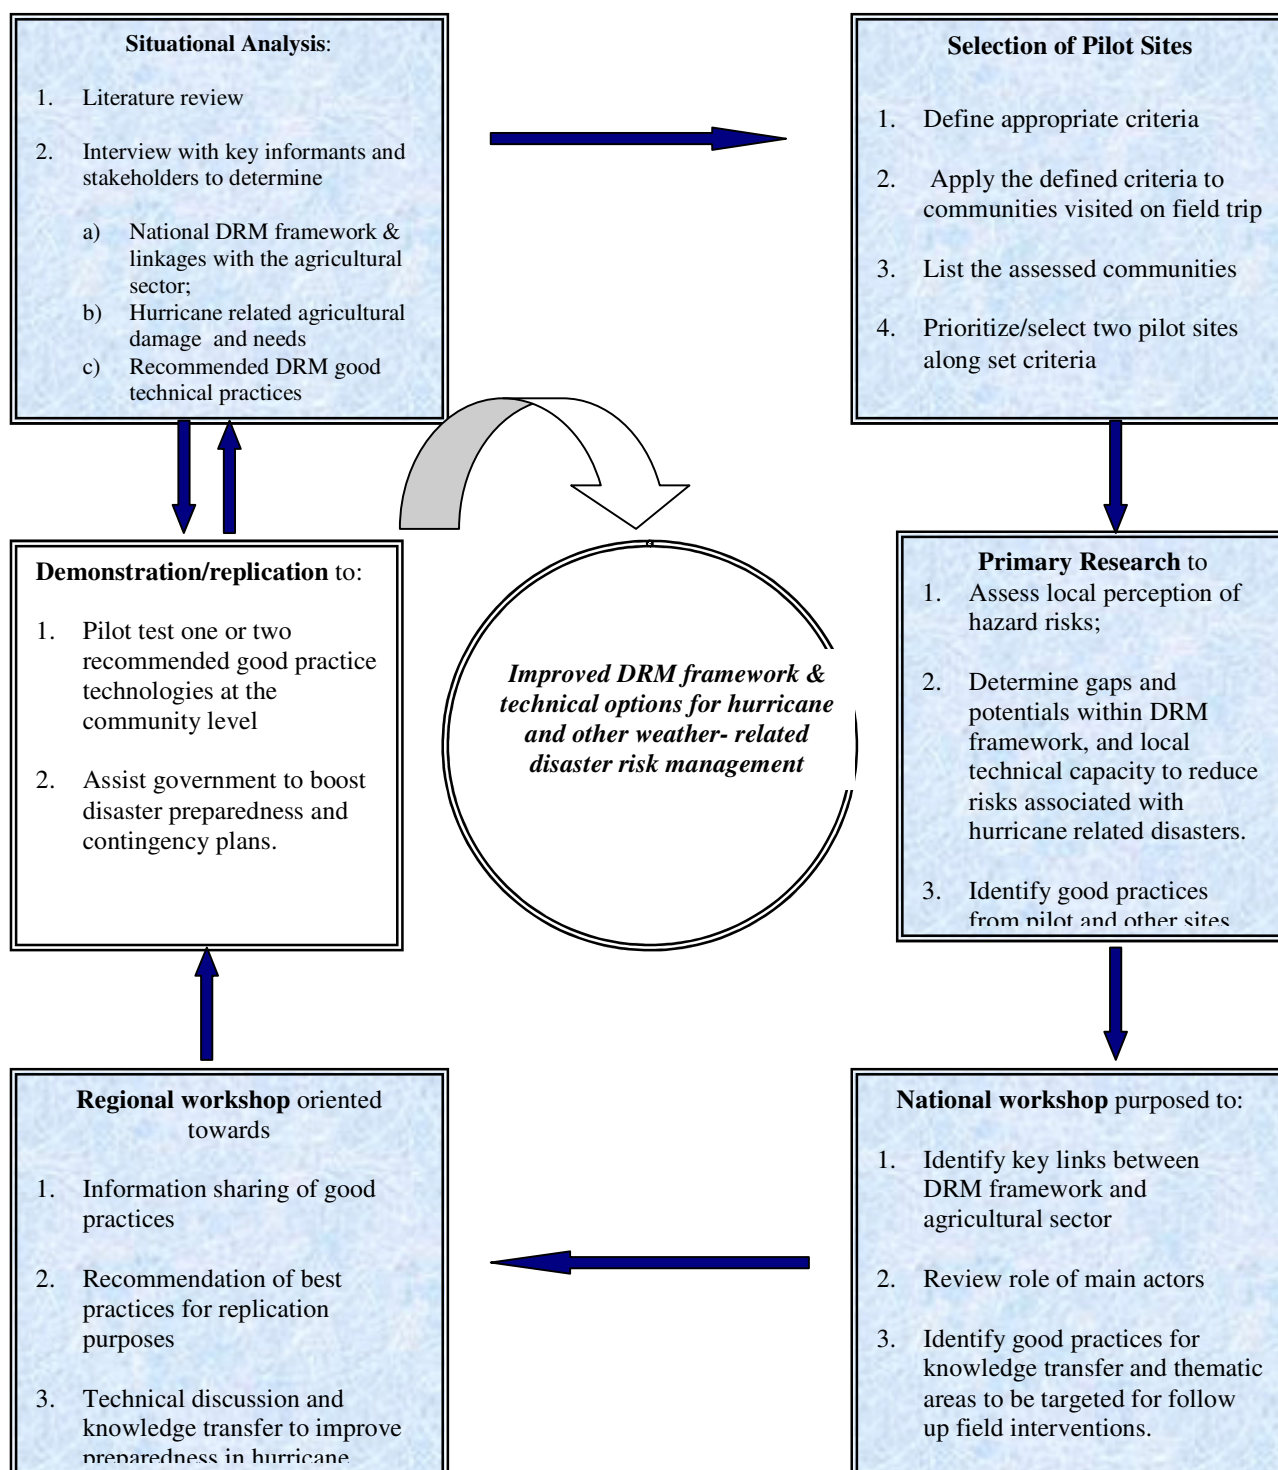 Situational Analysis:
1. Literature review
2. Interview with key informants and
stakeholders to determine
a) National DRM framework &
linkages with the agricultural
sector;
b) Hurricane related agricultural
damage and needs
c) Recommended DRM good
technical practices
Selection of Pilot Sites
1. Define appropriate criteria
2. Apply the defined criteria to
communities visited on field trip
3. List the assessed communities
4. Prioritize/select two pilot sites
along set criteria
Demonstration/replication to:
1. Pilot test one or two
recommended good practice
technologies at the
community level
2. Assist government to boost
disaster preparedness and
contingency plans.
Improved DRM framework &
technical options for hurricane
and other weather- related
disaster risk management
Primary Research to
1. Assess local perception of
hazard risks;
2. Determine gaps and
potentials within DRM
framework, and local
technical capacity to reduce
risks associated with
hurricane related disasters.
3. Identify good practices
from pilot and other sites
Regional workshop oriented
towards
1. Information sharing of good
practices
2. Recommendation of best
practices for replication
purposes
3. Technical discussion and
knowledge transfer to improve
preparedness in hurricane
National workshop purposed to:
1. Identify key links between
DRM framework and
agricultural sector
2. Review role of main actors
3. Identify good practices for
knowledge transfer and thematic
areas to be targeted for follow
up field interventions.